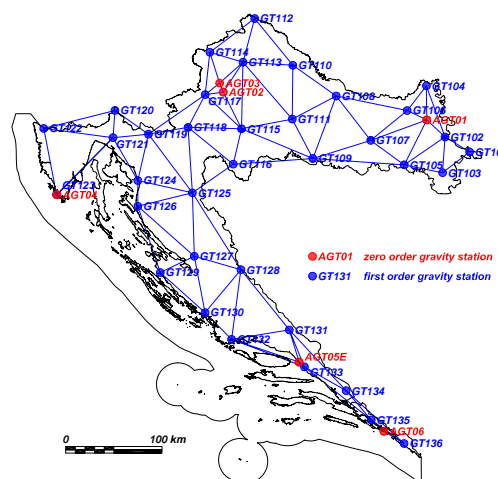 GT112
GT114
GT113
GT110
AGT03
AGT02
GT104
GT117
GT108
GT106
AGT01
GT120
GT111
GT122
GT121
GT119
GT118
GT115
GT107
GT102
GT116
GT109
GT105
GT103
GT123
GT124
AGT04
GT125
GT126
GT127
GT129
GT128
AGT01 zero order gravity station
GT131 first order gravity station
GT130
GT131
GT132
AGT05E
GT133
GT134
GT135
AGT06
GT136
0 100 km